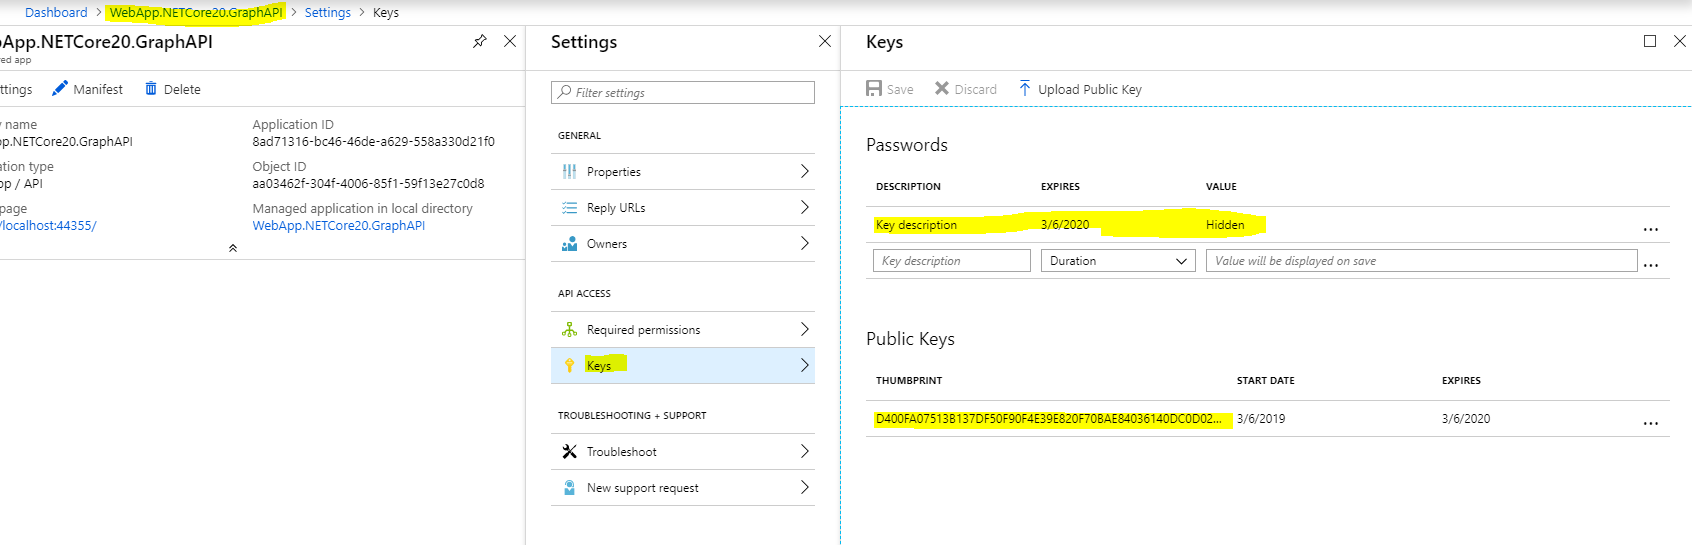 Dashboard > WebApp.NETCore20.GraphAPI > Settings > Keys
App.NETCore20.GraphAPI
red app
ttings Manifest Delete
y name
pp.NETCore20.GraphAPI
Application ID
8ad71316-bc46-46de-a629-558a330d21f0
ation type
pp / API
Object ID
aa03462f-304f-4006-85f1-59f13e27c0d8
page
/localhost:44355/
Managed application in local directory
WebApp.NETCore20.GraphAPI
Settings
Filter settings
GENERAL
Properties
Reply URLs
Owners
API ACCESS
Required permissions
Keys
TROUBLESHOOTING + SUPPORT
Troubleshoot
New support request
Keys
Save Discard Upload Public Key
Passwords
DESCRIPTION EXPIRES VALUE
Key description 3/6/2020 Hidden ...
Key description Duration Value will be displayed on save ...
Public Keys
THUMBPRINT START DATE EXPIRES
D400FA07513B137DF50F90F4E39E820F70BAE84036140DC0D02... 3/6/2019 3/6/2020 ...